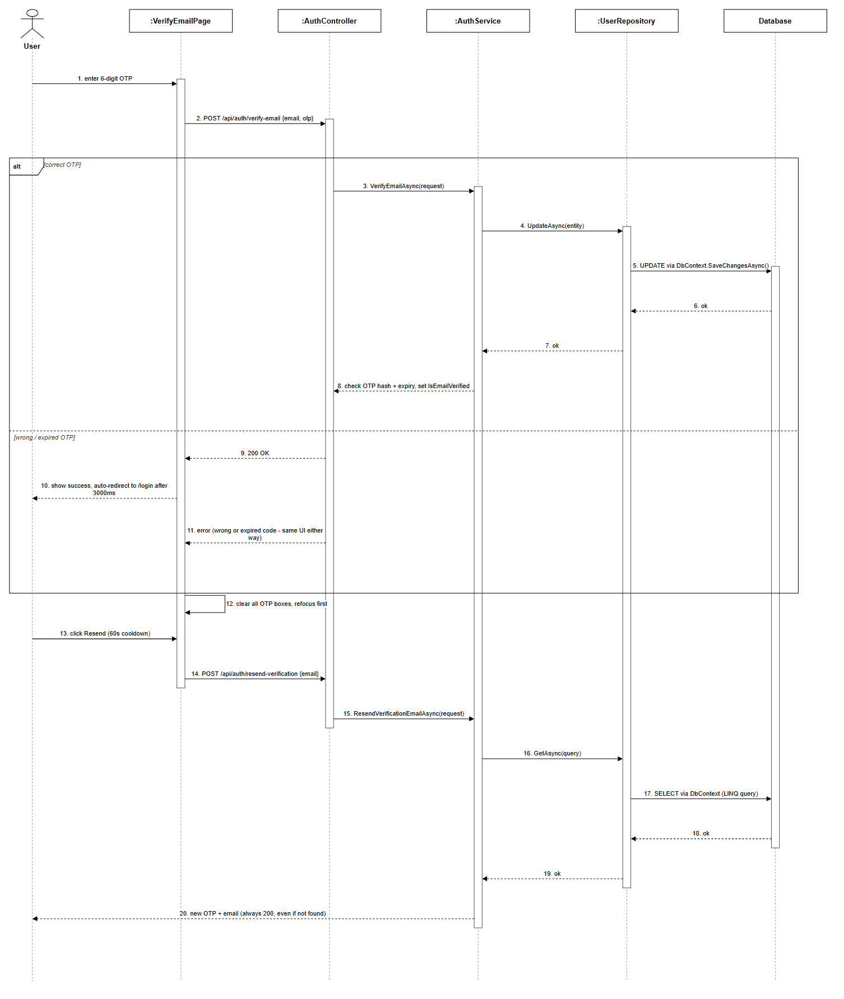 User
:VerifyEmailPage
:AuthController
:AuthService
:UserRepository
Database
1. enter 6-digit OTP
2. POST /api/auth/verify-email {email, otp}
alt
[correct OTP]
3. VerifyEmailAsync(request)
4. UpdateAsync(entity)
5. UPDATE via DbContext.SaveChangesAsync()
6. ok
7. ok
8. check OTP hash + expiry, set IsEmailVerified
[wrong / expired OTP]
9. 200 OK
10. show success, auto-redirect to /login after
3000ms
11. error (wrong or expired code - same UI either
way)
12. clear all OTP boxes, refocus first
13. click Resend (60s cooldown)
14. POST /api/auth/resend-verification {email}
15. ResendVerificationEmailAsync(request)
16. GetAsync(query)
17. SELECT via DbContext (LINQ query)
18. ok
19. ok
20. new OTP + email (always 200, even if not found)